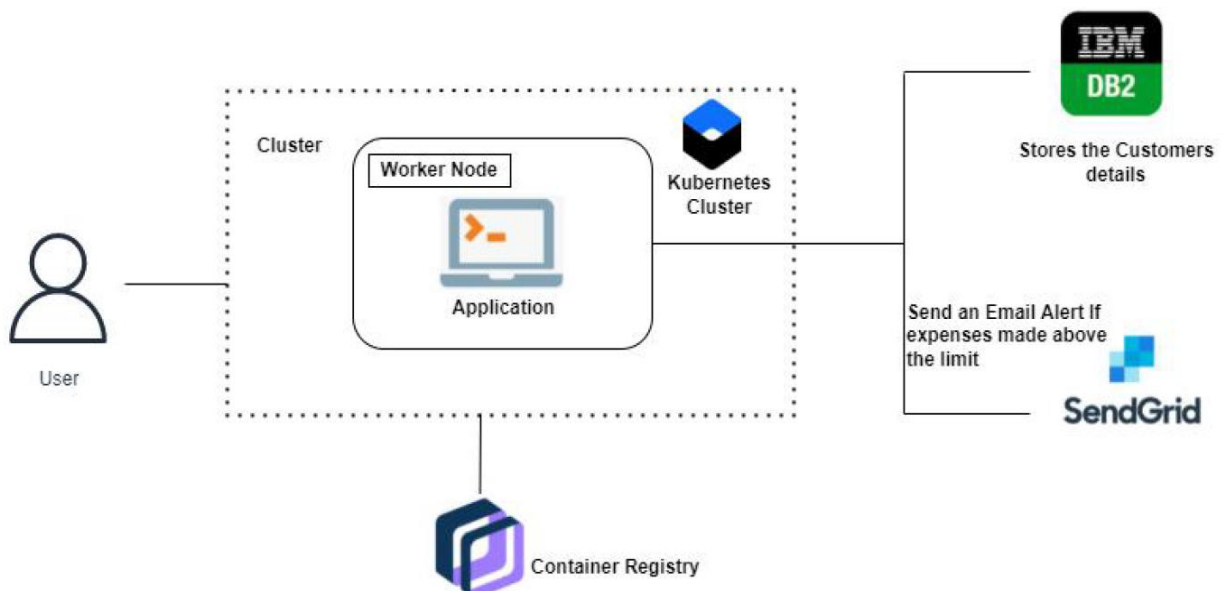 IBM
DB2
Stores the Customers
details
Cluster
Worker Node
Kubernetes
Cluster
Application
User
Send an Email Alert If
expenses made above
the limit
SendGrid
Container Registry